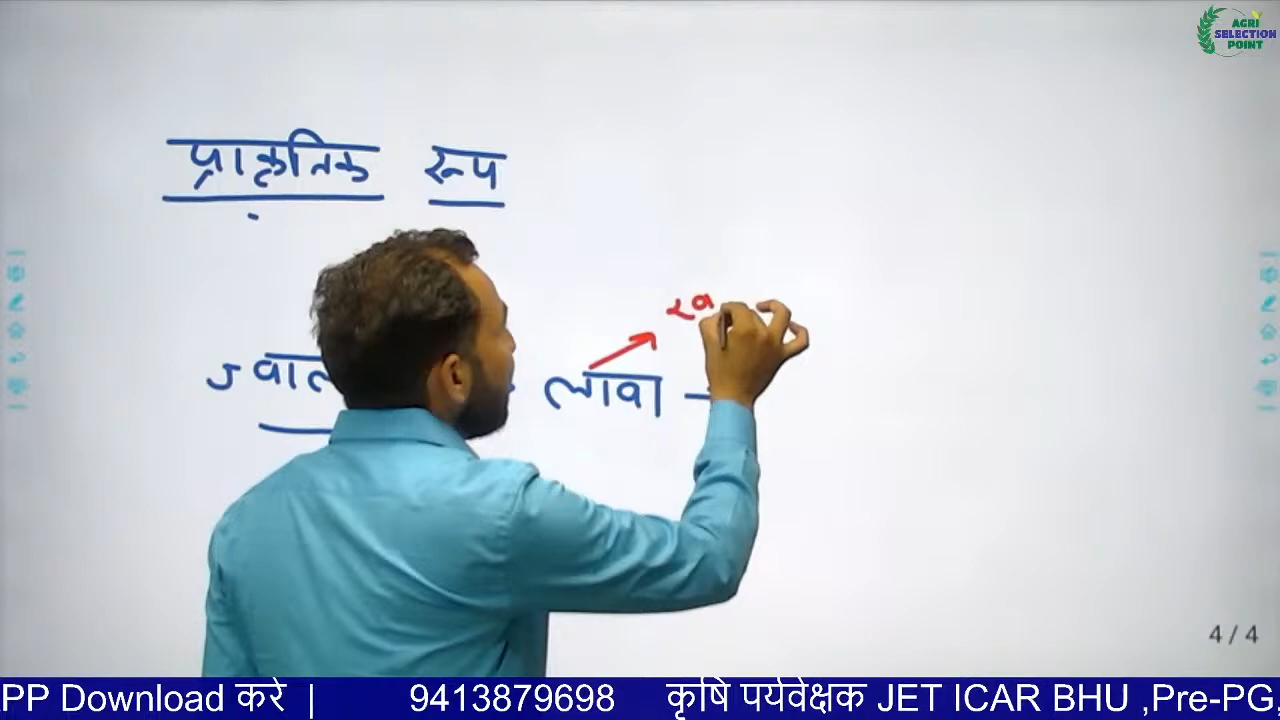 AGRI
SELECTION
POINT
प्राकृतिक रूप
लावा
4 / 4
PP Download करे | 9413879698 कृषि पर्यवेक्षक JET ICAR BHU ,Pre-PG,